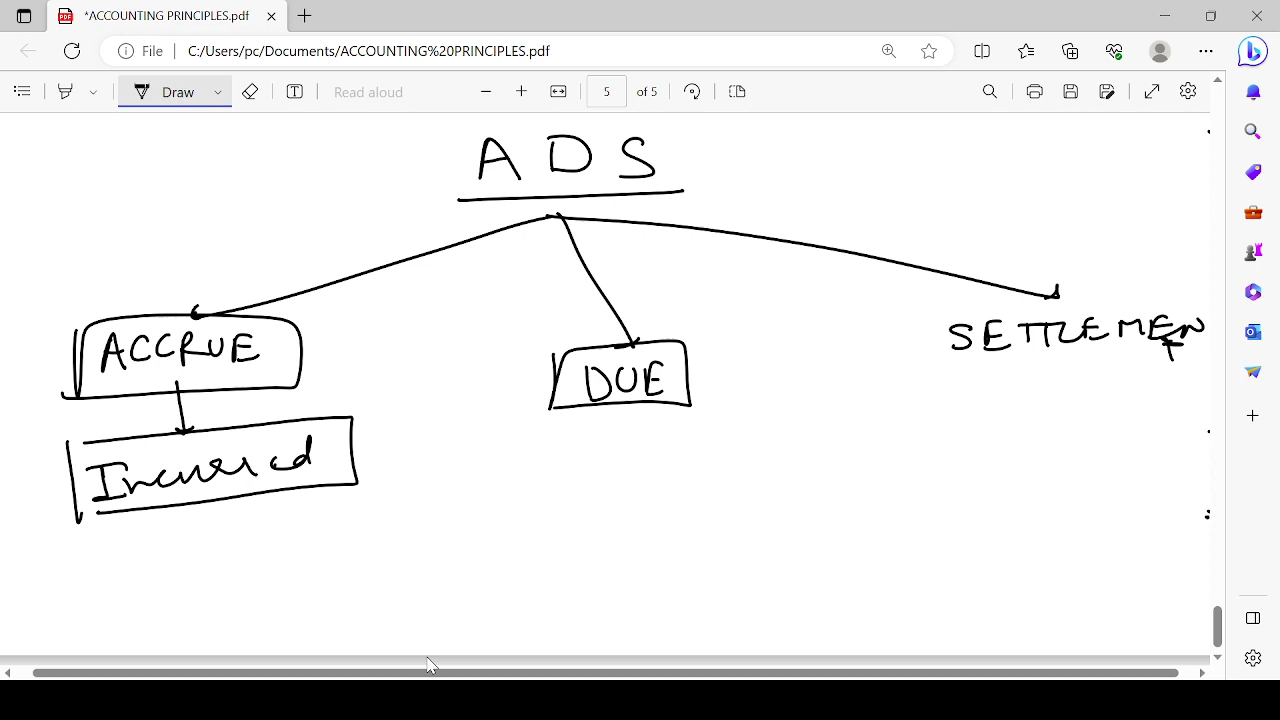 *ACCOUNTING PRINCIPLES.pdf
File C:/Users/pc/Documents/ACCOUNTING%20PRINCIPLES.pdf
Draw Read aloud 5 of 5
A D S
ACCRUE
DUE
SETTLEMENT
Incurred